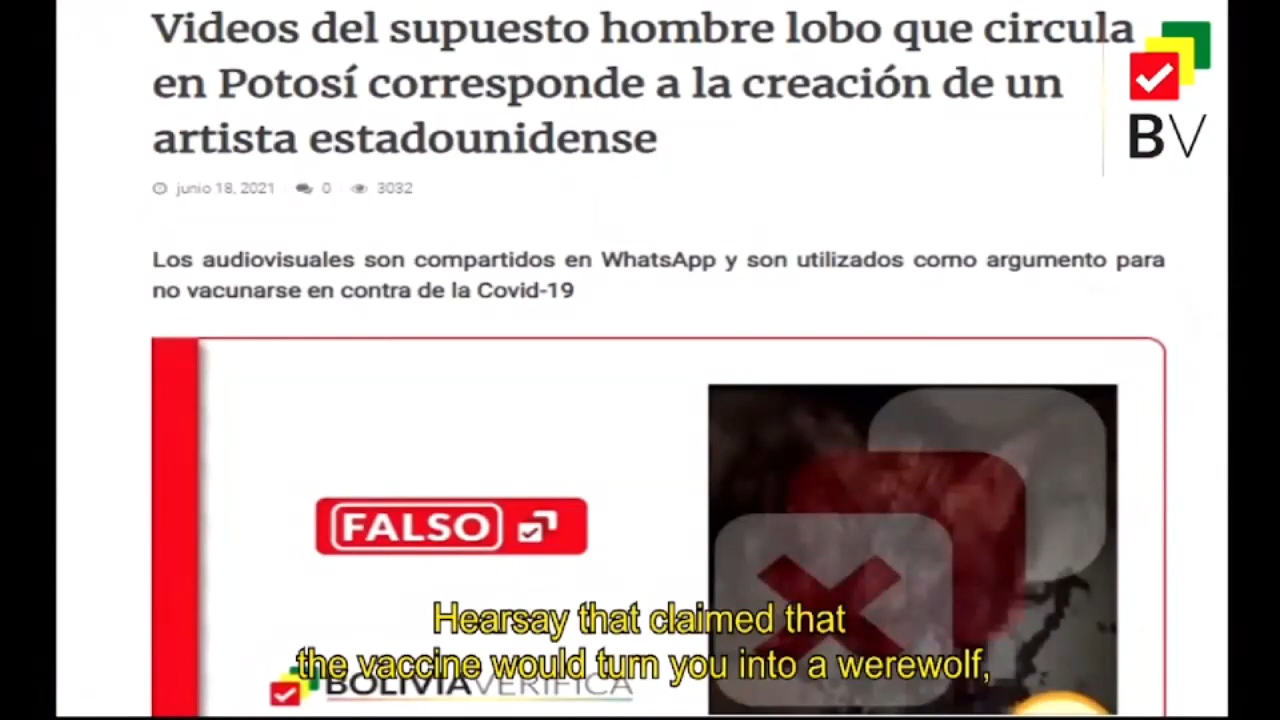 Videos del supuesto hombre lobo que circula
en Potosí corresponde a la creación de un
artista estadounidense
BV
junio 18, 2021 0 3032
Los audiovisuales son compartidos en WhatsApp y son utilizados como argumento para
no vacunarse en contra de la Covid-19
FALSO
Hearsay that claimed that
the vaccine would turn you into a werewolf,
BOLIVIAVERIFICA